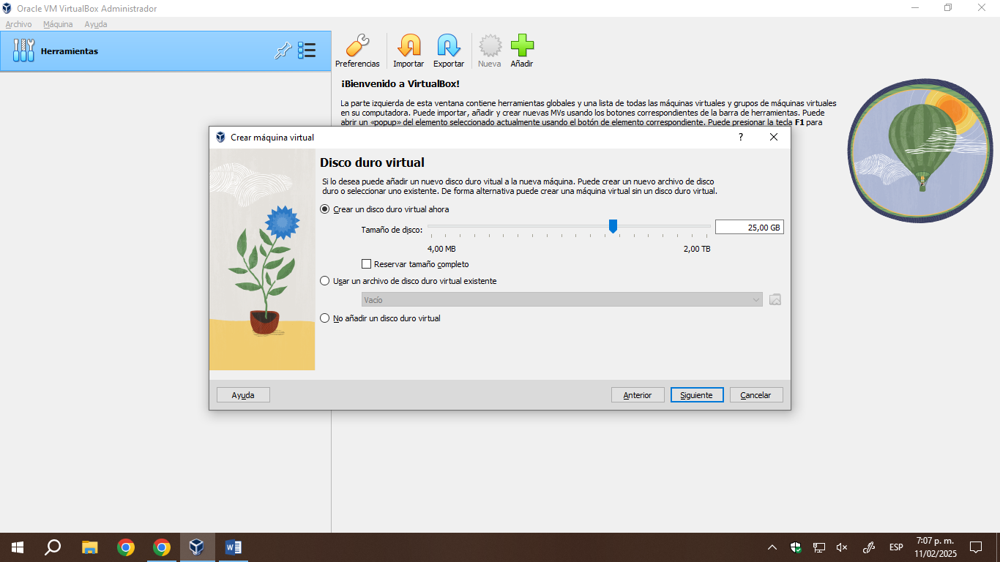 Oracle VM VirtualBox Administrador
Archivo Máquina Ayuda
Herramientas
Preferencias Importar Exportar Nueva Añadir
¡Bienvenido a VirtualBox!
La parte izquierda de esta ventana contiene herramientas globales y una lista de todas las máquinas virtuales y grupos de máquinas virtuales
en su computadora. Puede importar, añadir y crear nuevas MVs usando los botones correspondientes de la barra de herramientas. Puede
abrir un «popup» del elemento seleccionado actualmente usando el botón de elemento correspondiente. Puede presionar la tecla F1 para
Crear máquina virtual
?
Disco duro virtual
Si lo desea puede añadir un nuevo disco duro vitual a la nueva máquina. Puede crear un nuevo archivo de disco
duro o seleccionar uno existente. De forma alternativa puede crear una máquina virtual sin un disco duro virtual.
Crear un disco duro virtual ahora
Tamaño de disco: 25,00 GB
4,00 MB 2,00 TB
Reservar tamaño completo
Usar un archivo de disco duro virtual existente
Vacío
No añadir un disco duro virtual
Ayuda Anterior Siguiente Cancelar
W ESP 7:07 p. m.
11/02/2025